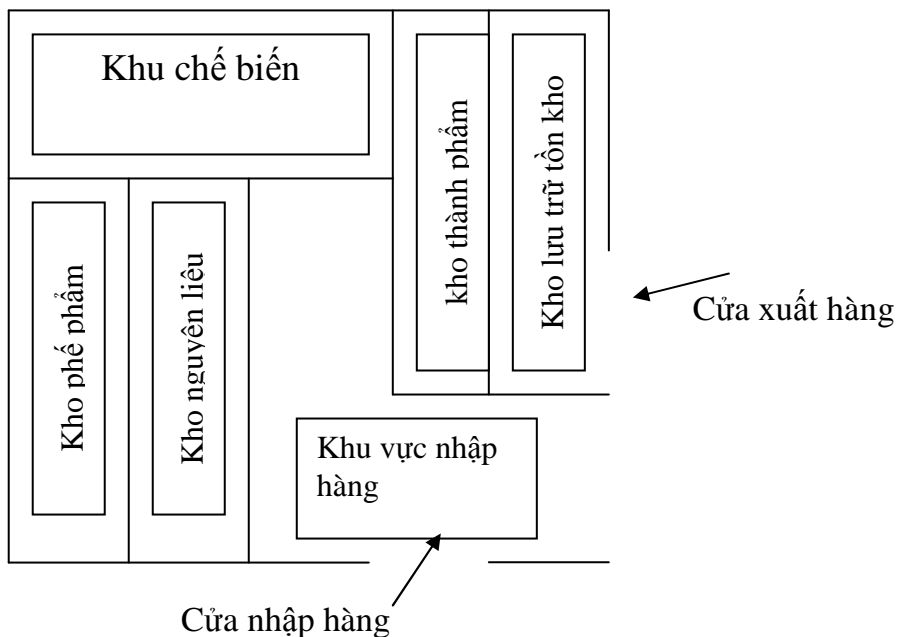 Khu chế biến
kho thành phẩm
Kho lưu trữ tồn kho
Kho phế phẩm
Kho nguyên liêu
Cửa xuất hàng
Khu vực nhập
hàng
Cửa nhập hàng